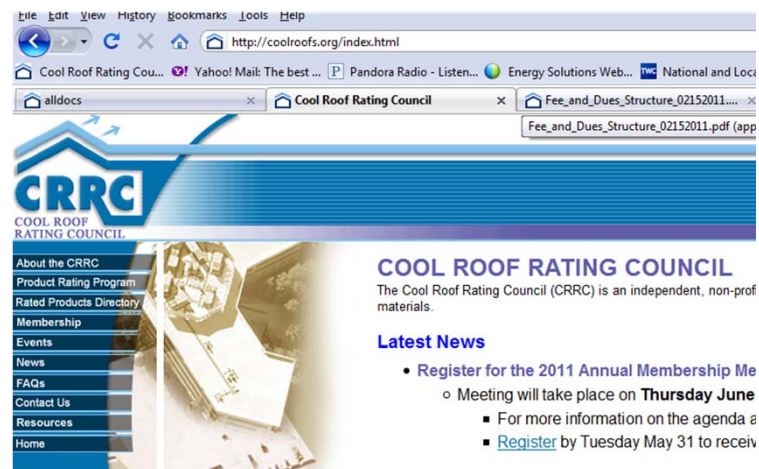 File Edit View History Bookmarks Tools Help
http://coolroofs.org/index.html
Cool Roof Rating Cou... Yahoo! Mail: The best ... P Pandora Radio - Listen... Energy Solutions Web... TWC National and Loca
alldocs × Cool Roof Rating Council × Fee_and_Dues_Structure_02152011.... ×
Fee_and_Dues_Structure_02152011.pdf (app
CRRC
COOL ROOF
RATING COUNCIL
About the CRRC
Product Rating Program
Rated Products Directory
Membership
Events
News
FAQs
Contact Us
Resources
Home
COOL ROOF RATING COUNCIL
The Cool Roof Rating Council (CRRC) is an independent, non-profi
materials.
Latest News
• Register for the 2011 Annual Membership Me
Meeting will take place on Thursday June
For more information on the agenda a
Register by Tuesday May 31 to receiv